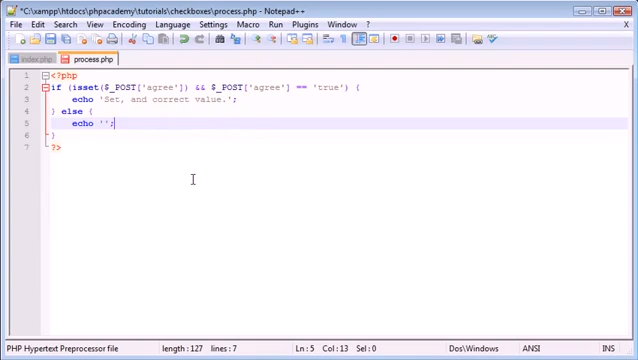 *C:\xampp\htdocs\phpacademy\tutorials\checkboxes\process.php - Notepad++
File Edit Search View Encoding Language Settings Macro Run Plugins Window ?
index.php process.php
1 <?php
2 if (isset($_POST['agree']) && $_POST['agree'] == 'true') {
3 echo 'Set, and correct value.';
4 } else {
5 echo '';
6 }
7 ?>
PHP Hypertext Preprocessor file length : 127 lines : 7 Ln : 5 Col : 13 Sel : 0 Dos\Windows ANSI INS